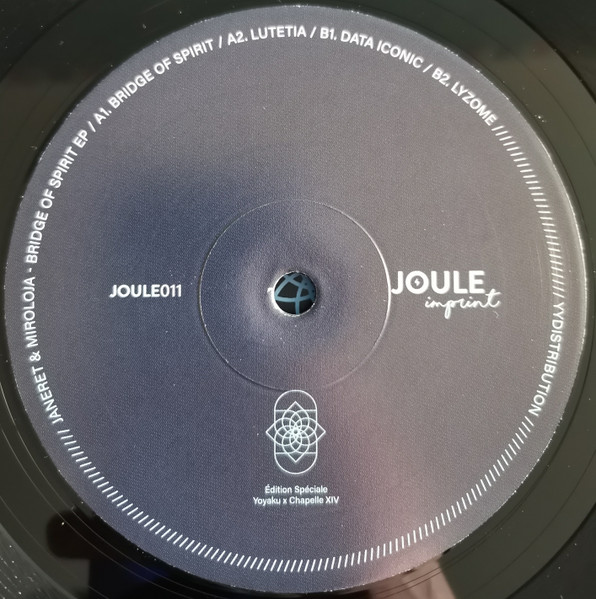 ////// JANERET & MIROLOJA - BRIDGE OF SPIRIT EP / A1. BRIDGE OF SPIRIT / A2. LUTETIA / B1. DATA ICONIC / B2. LYZOME ////// YYDISTRIBUTION //////
JOULE011
JOULE
imprint
Édition Spéciale
Yoyaku x Chapelle XIV